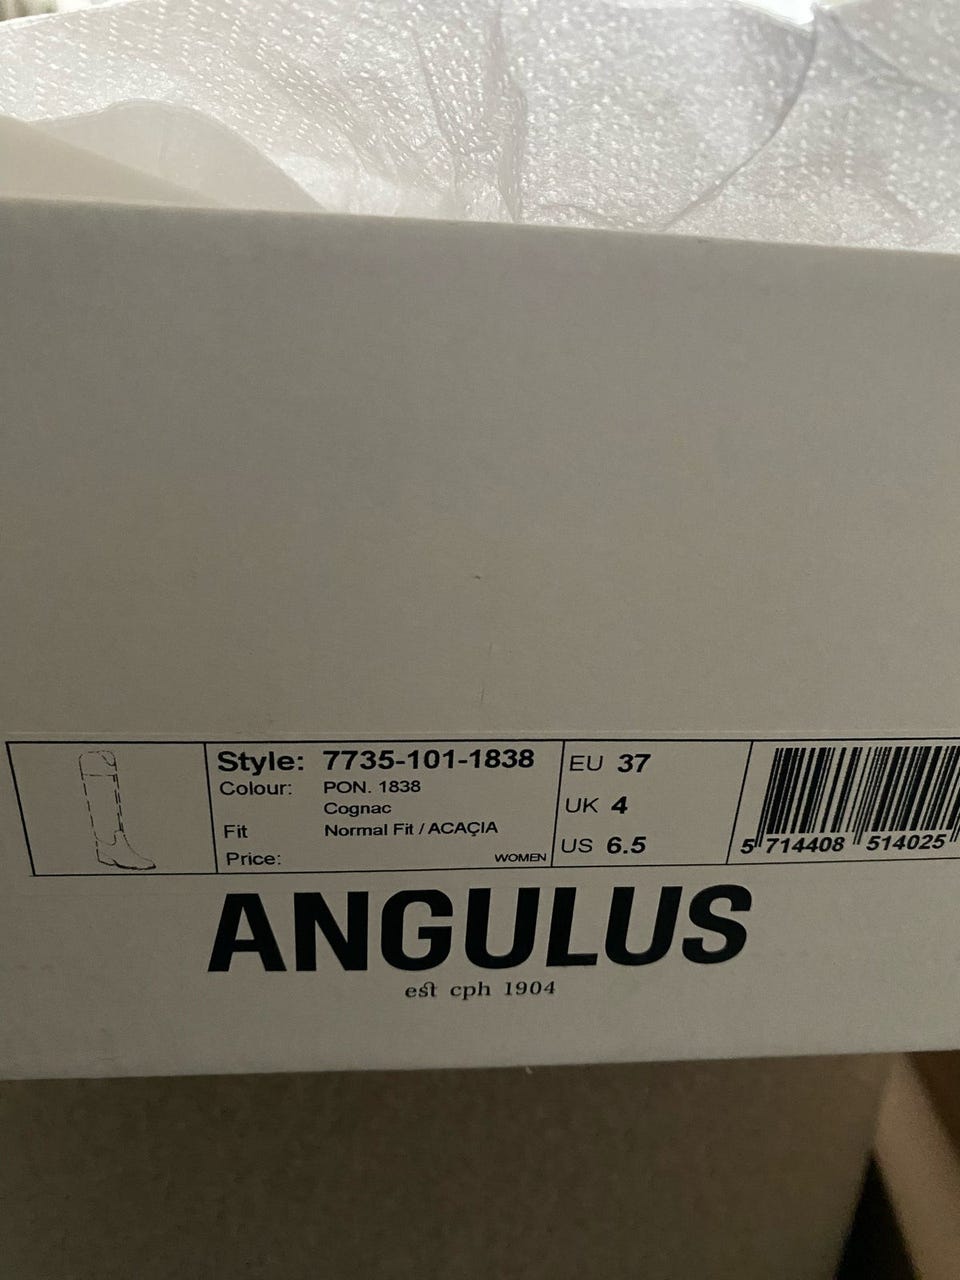 Style: 7735-101-1838
Colour: PON. 1838
Cognac
Fit Normal Fit / ACAÇIA
Price: WOMEN
EU 37
UK 4
US 6.5
5 714408 514025
ANGULUS
est cph 1904